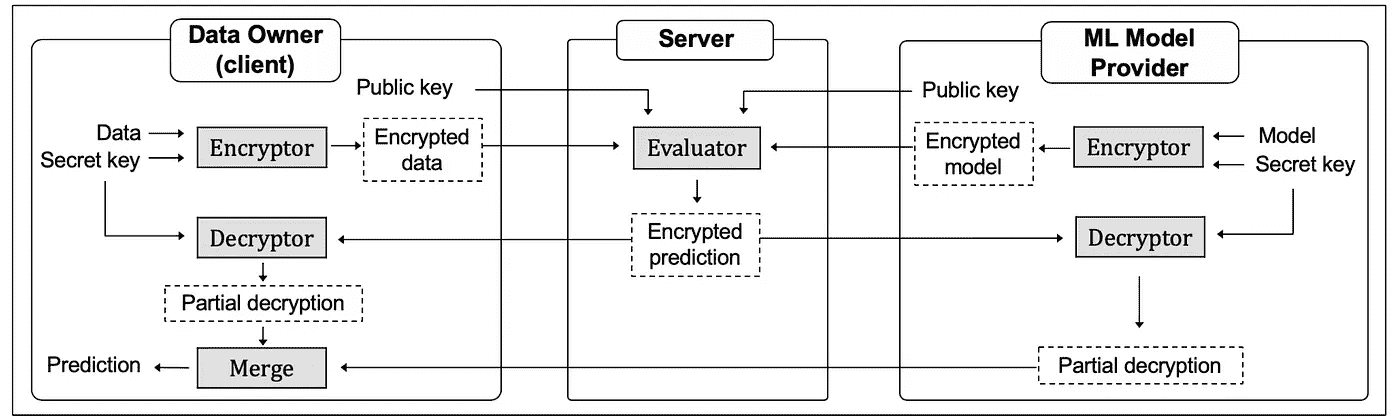 Data Owner
(client)
Server
ML Model
Provider
Public key
Public key
Data
Secret key
Encryptor
Encrypted
data
Evaluator
Encrypted
model
Encryptor
Model
Secret key
Decryptor
Encrypted
prediction
Decryptor
Partial decryption
Prediction
Merge
Partial decryption